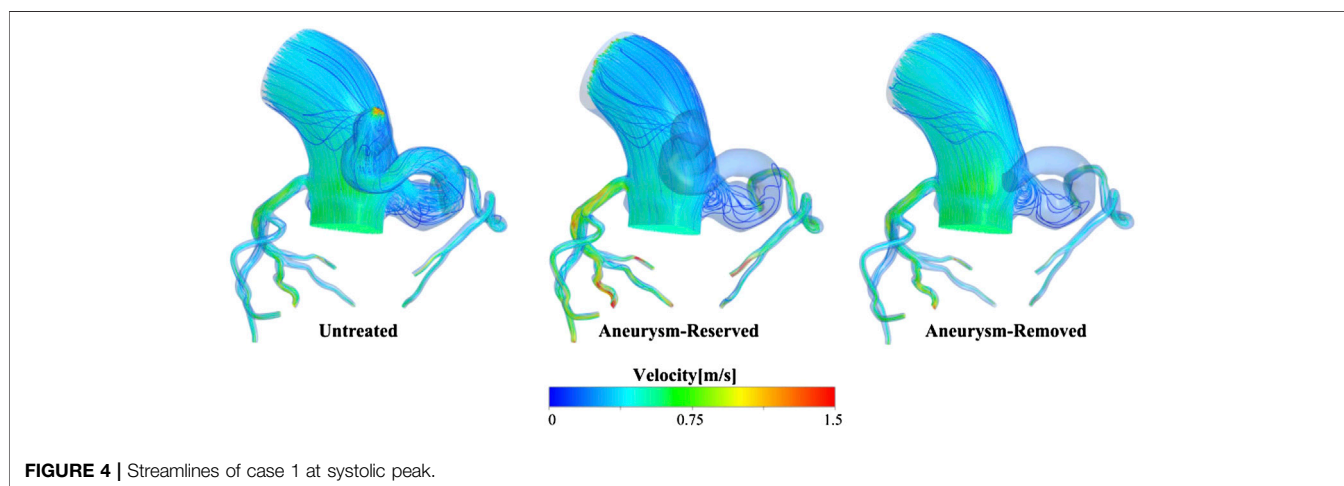 Untreated Aneurysm-Reserved Aneurysm-Removed
Velocity[m/s]
0 0.75 1.5
FIGURE 4 | Streamlines of case 1 at systolic peak.